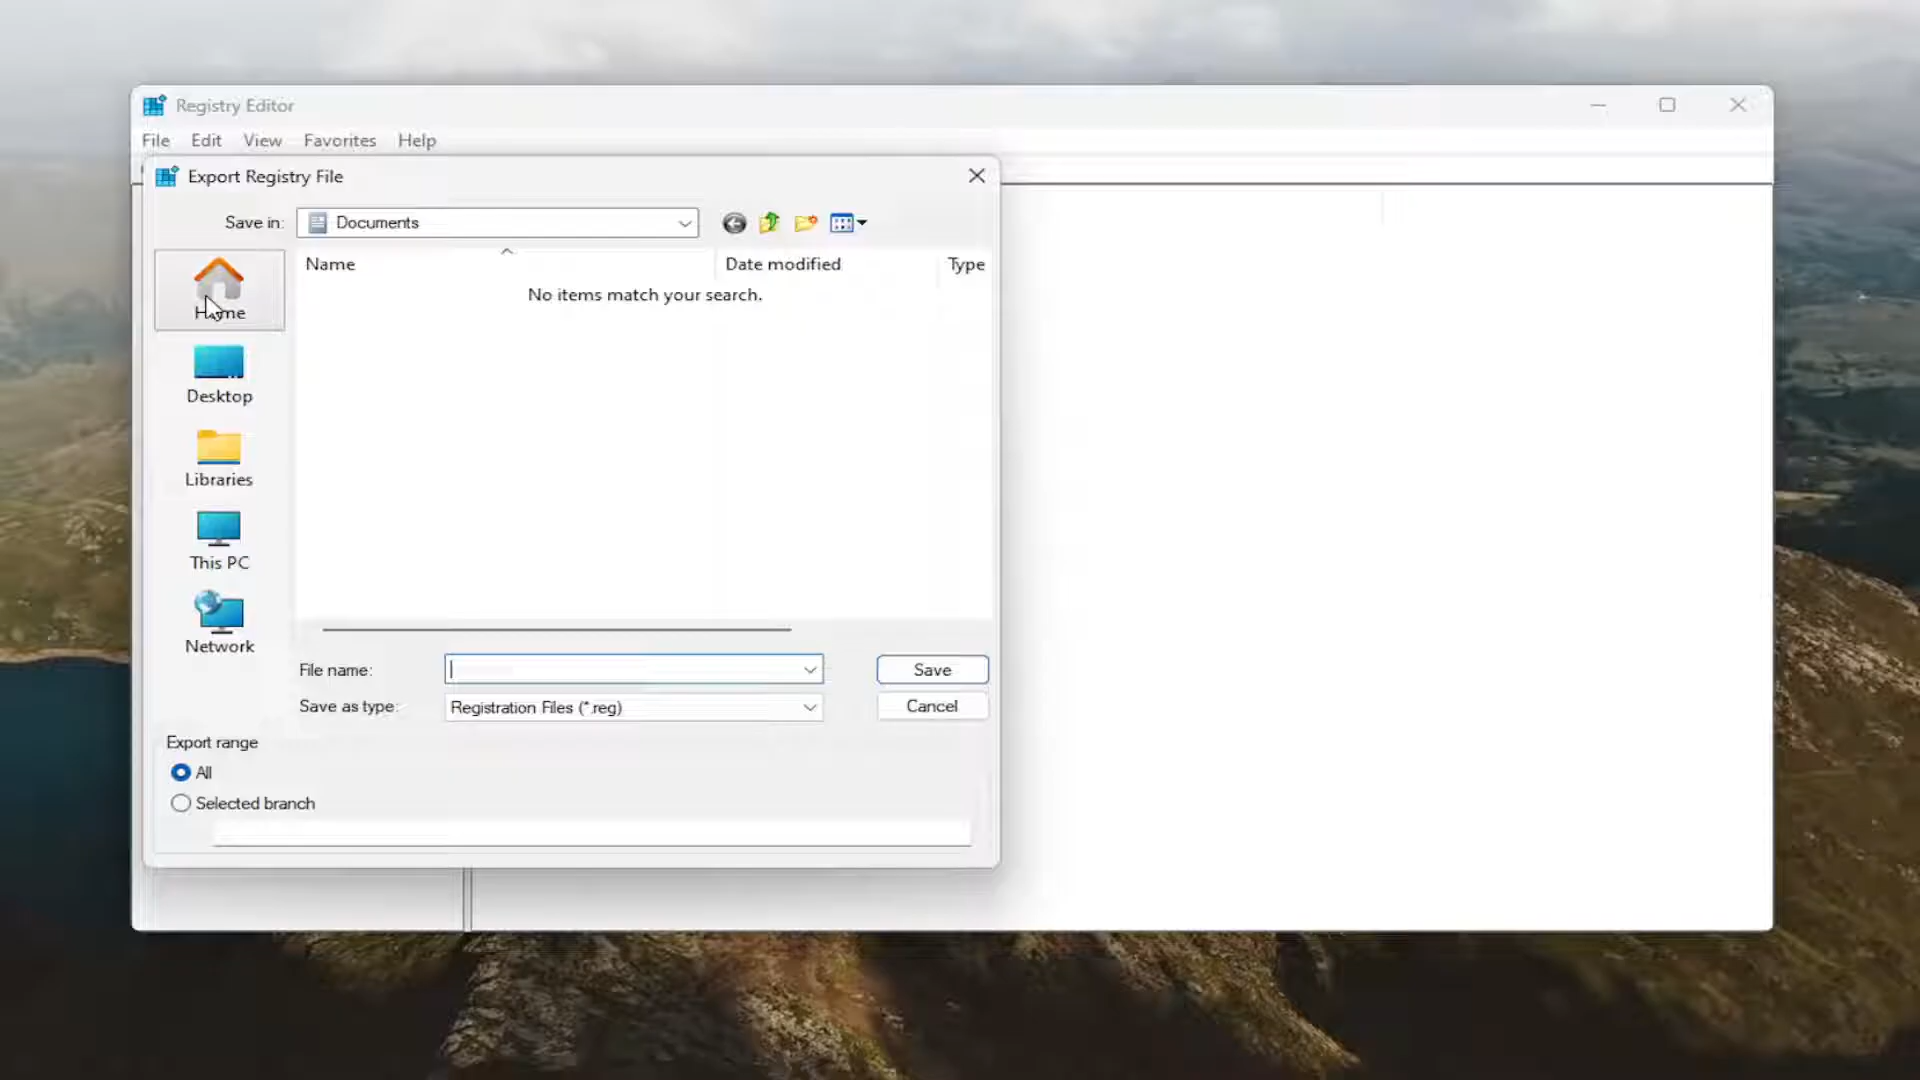 Registry Editor
File Edit View Favorites Help
Export Registry File
Save in: Documents
Name Date modified Type
No items match your search.
Home
Desktop
Libraries
This PC
Network
File name: Save
Save as type: Registration Files (*.reg) Cancel
Export range
All
Selected branch